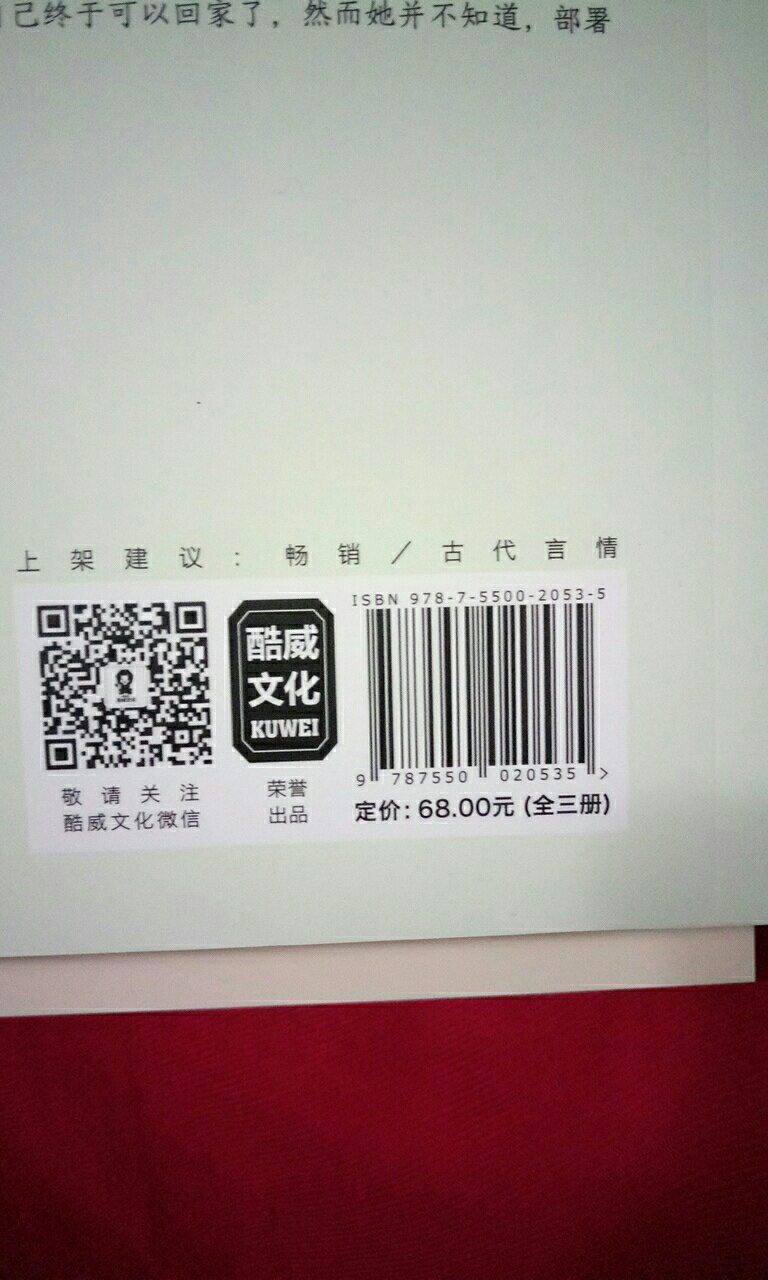 己终于可以回家了，然而她并不知道，部署
上架建议：畅销／古代言情
ISBN 978-7-5500-2053-5
酷威
文化
KUWEI
9 787550 020535 >
敬请关注
酷威文化微信
荣誉
出品
定价：68.00元 (全三册)